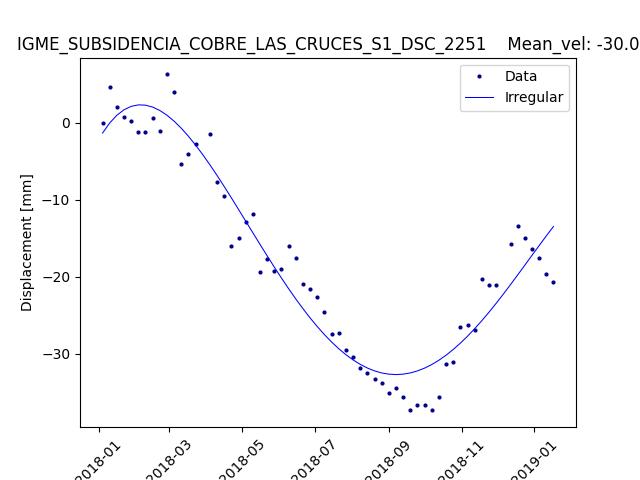 IGME_SUBSIDENCIA_COBRE_LAS_CRUCES_S1_DSC_2251 Mean_vel: -30.0
Data
Irregular
0
−10
−20
−30
Displacement [mm]
2018-01
2018-03
2018-05
2018-07
2018-09
2018-11
2019-01